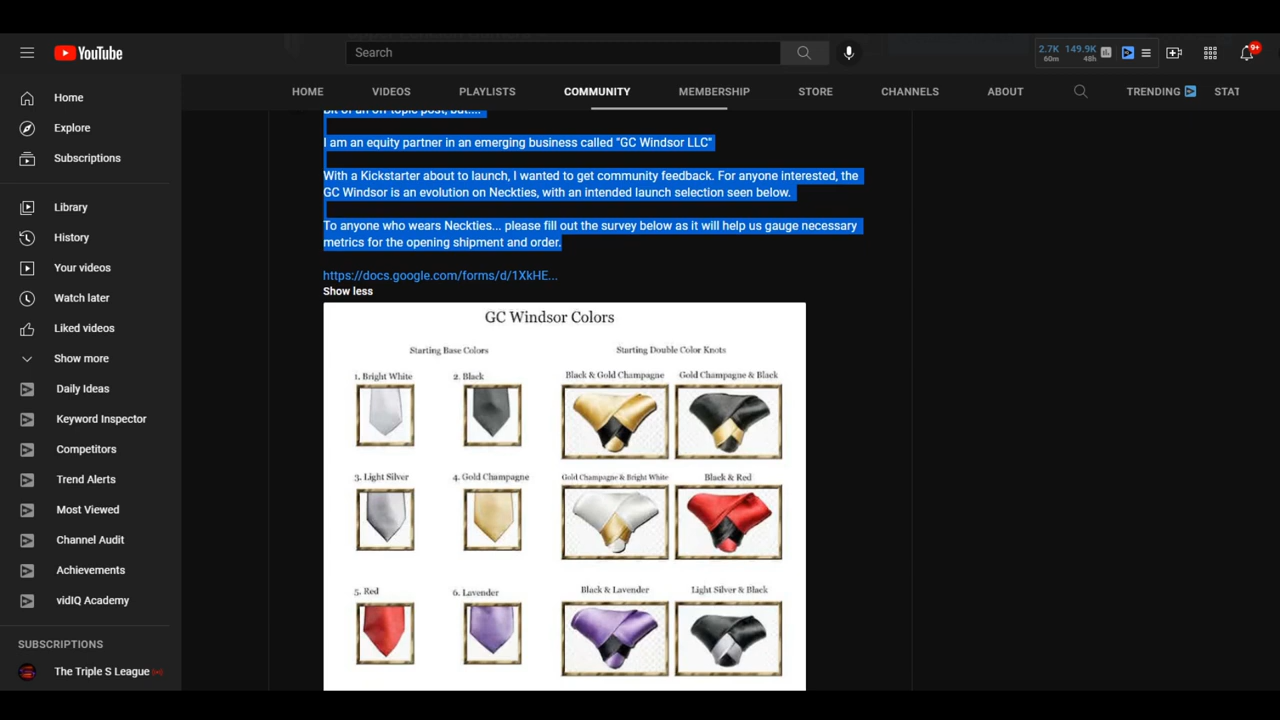 YouTube
Search
2.7K 149.9K
60m 48h
9+
HOME VIDEOS PLAYLISTS COMMUNITY MEMBERSHIP STORE CHANNELS ABOUT TRENDING STAT
Home
Explore
Subscriptions
Library
History
Your videos
Watch later
Liked videos
Show more
Daily Ideas
Keyword Inspector
Competitors
Trend Alerts
Most Viewed
Channel Audit
Achievements
vidIQ Academy
SUBSCRIPTIONS
The Triple S League
Bit of an off-topic post, but....
I am an equity partner in an emerging business called "GC Windsor LLC"
With a Kickstarter about to launch, I wanted to get community feedback. For anyone interested, the
GC Windsor is an evolution on Neckties, with an intended launch selection seen below.
To anyone who wears Neckties... please fill out the survey below as it will help us gauge necessary
metrics for the opening shipment and order.
https://docs.google.com/forms/d/1XkHE...
Show less
GC Windsor Colors
Starting Base Colors
Starting Double Color Knots
1. Bright White 2. Black
Black & Gold Champagne Gold Champagne & Black
3. Light Silver 4. Gold Champagne
Gold Champagne & Bright White Black & Red
5. Red 6. Lavender
Black & Lavender Light Silver & Black